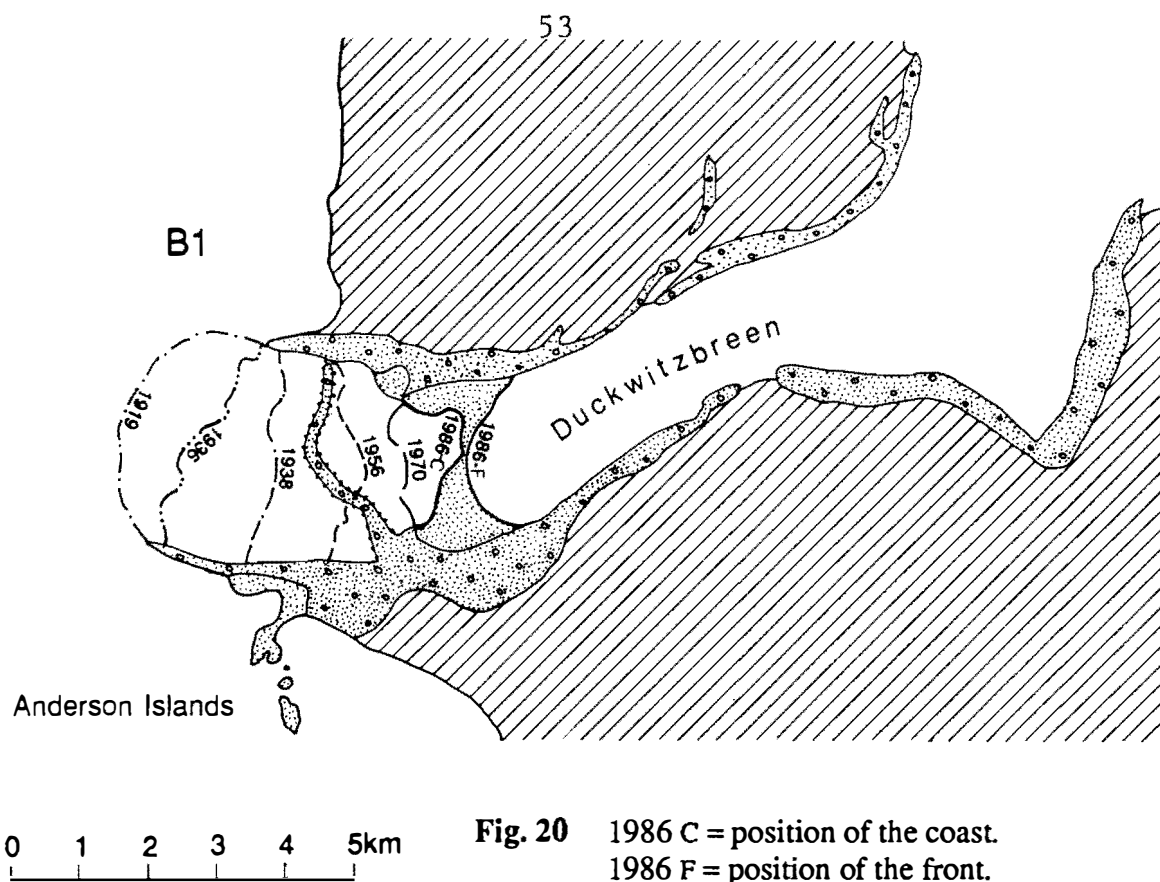 53
B1
1919
1936
1938
1956
1970
1986-C
1986-F
Duckwitzbreen
Anderson Islands
0 1 2 3 4 5km
Fig. 20 1986 C = position of the coast.
1986 F = position of the front.